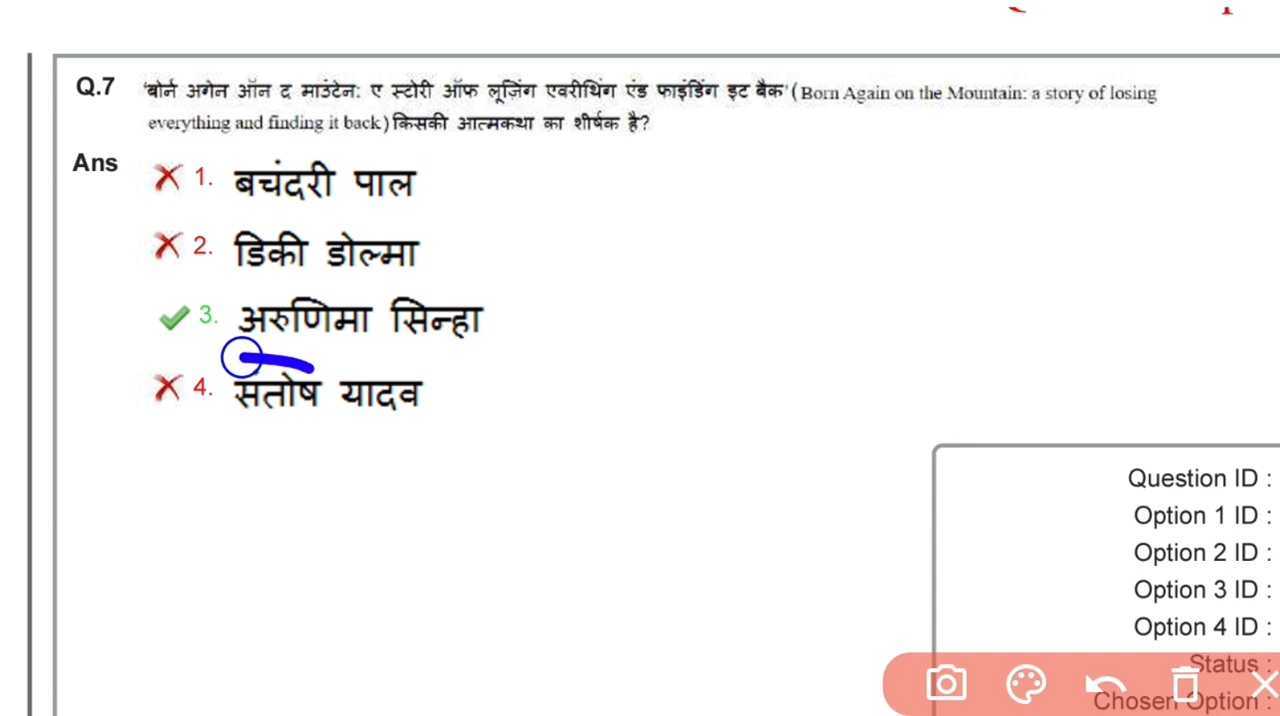 Q.7 'बोर्न अगेन ऑन द माउंटेन: ए स्टोरी ऑफ लूज़िंग एवरीथिंग एंड फाइंडिंग इट बैक' (Born Again on the Mountain: a story of losing
everything and finding it back) किसकी आत्मकथा का शीर्षक है?
Ans 1. बचंदरी पाल
2. डिकी डोल्मा
3. अरुणिमा सिन्हा
4. संतोष यादव
Question ID :
Option 1 ID :
Option 2 ID :
Option 3 ID :
Option 4 ID :
Status :
Chosen Option :